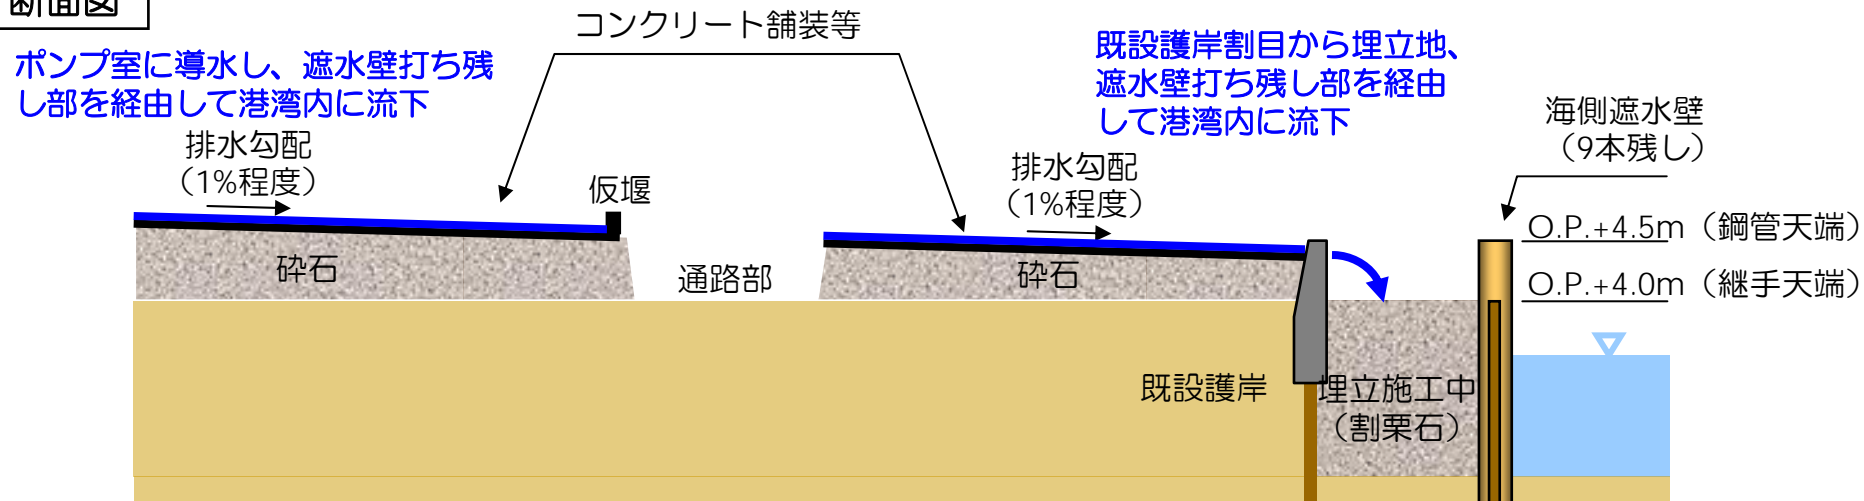 断面図
コンクリート舗装等
ポンプ室に導水し、遮水壁打ち残
し部を経由して港湾内に流下
既設護岸割目から埋立地、
遮水壁打ち残し部を経由
して港湾内に流下
海側遮水壁
（9本残し）
排水勾配
（1%程度）
仮堰
排水勾配
（1%程度）
O.P.+4.5m（鋼管天端）
砕石
通路部
砕石
O.P.+4.0m（継手天端）
既設護岸
埋立施工中
（割栗石）